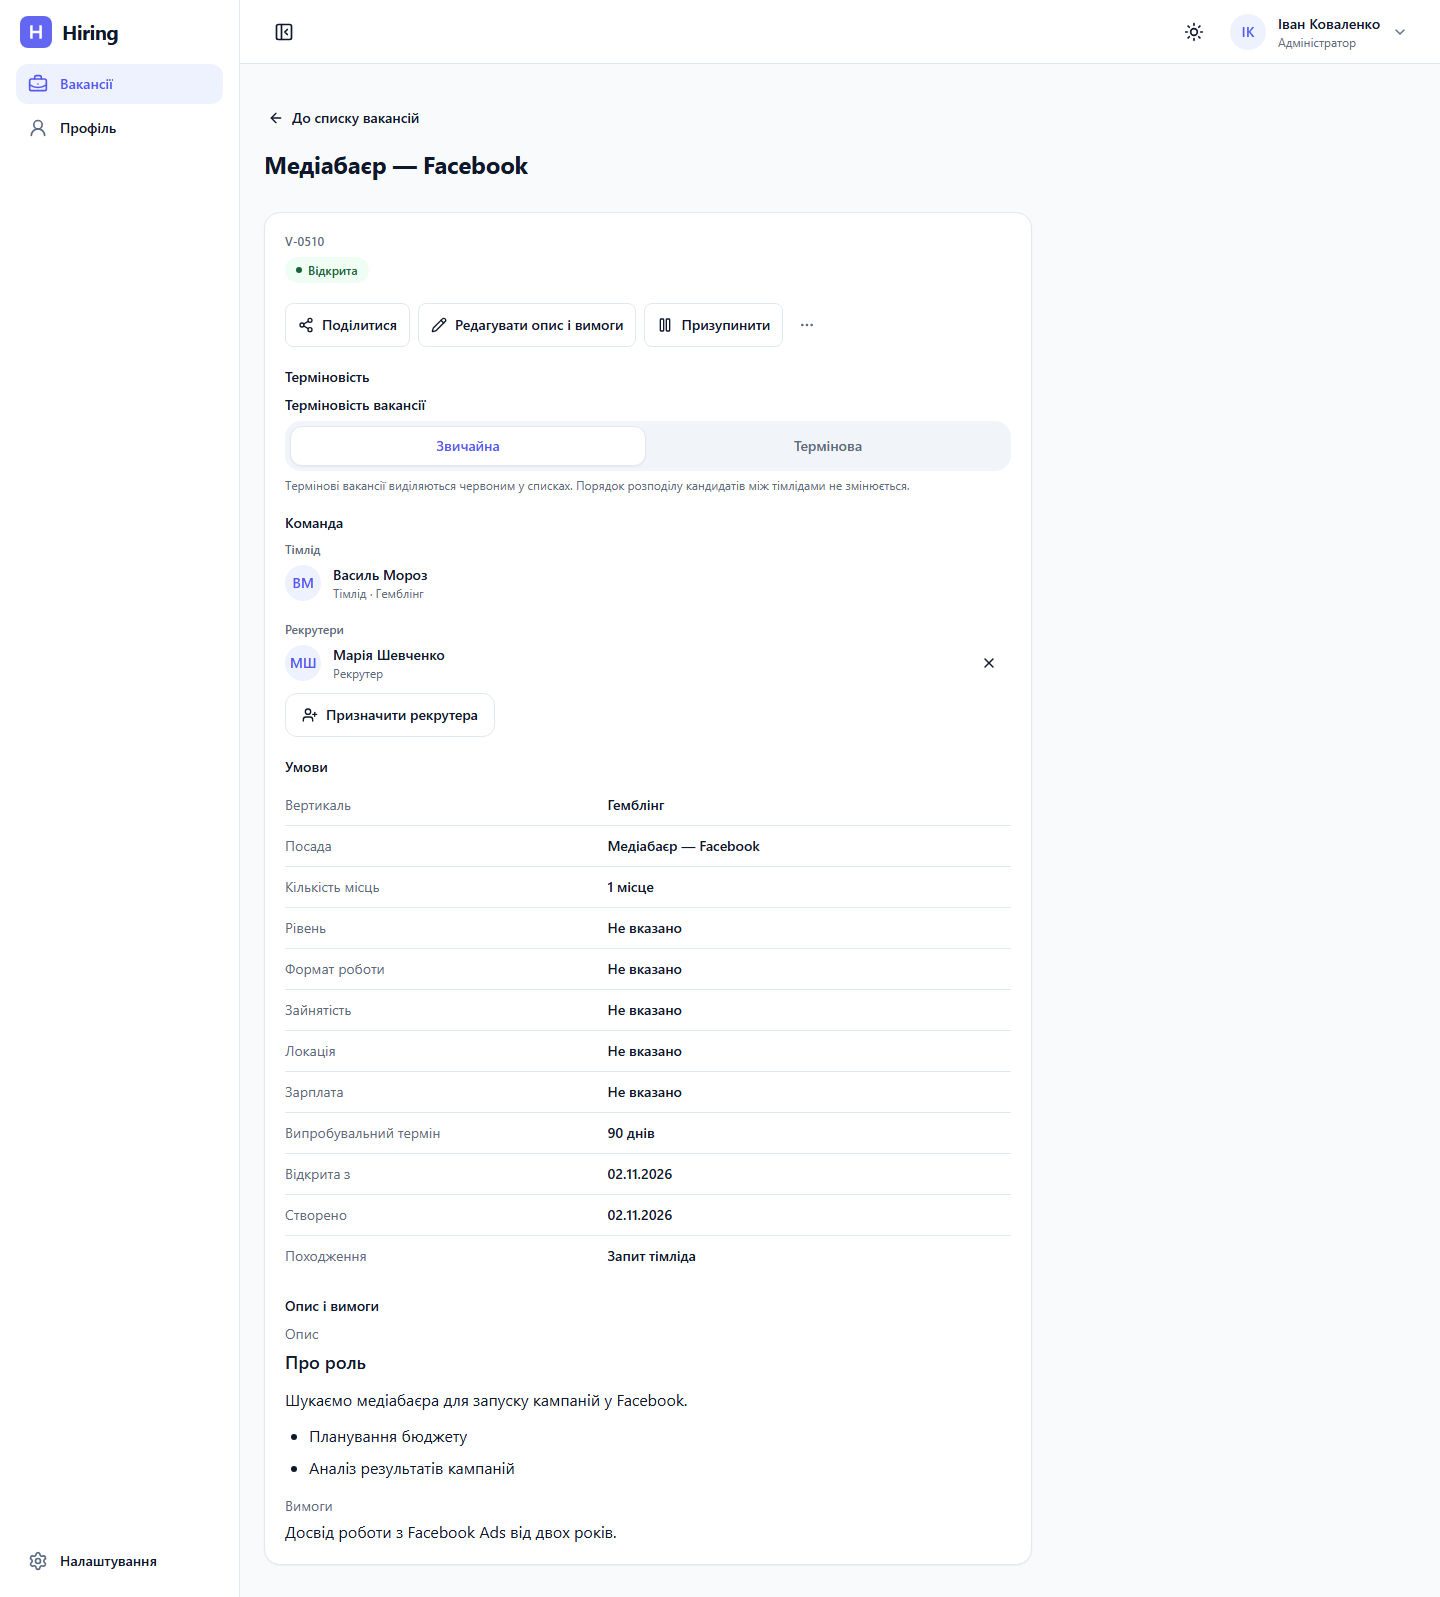 H Hiring
Вакансії
Профіль
Налаштування
ІК
Іван Коваленко
Адміністратор
До списку вакансій
Медіабаєр — Facebook
V-0510
Відкрита
Поділитися
Редагувати опис і вимоги
Призупинити
Терміновість
Терміновість вакансії
Звичайна
Термінова
Термінові вакансії виділяються червоним у списках. Порядок розподілу кандидатів між тімлідами не змінюється.
Команда
Тімлід
ВМ
Василь Мороз
Тімлід · Гемблінг
Рекрутери
МШ
Марія Шевченко
Рекрутер
Призначити рекрутера
Умови
Вертикаль Гемблінг
Посада Медіабаєр — Facebook
Кількість місць 1 місце
Рівень Не вказано
Формат роботи Не вказано
Зайнятість Не вказано
Локація Не вказано
Зарплата Не вказано
Випробувальний термін 90 днів
Відкрита з 02.11.2026
Створено 02.11.2026
Походження Запит тімліда
Опис і вимоги
Опис
Про роль
Шукаємо медіабаєра для запуску кампаній у Facebook.
• Планування бюджету
• Аналіз результатів кампаній
Вимоги
Досвід роботи з Facebook Ads від двох років.